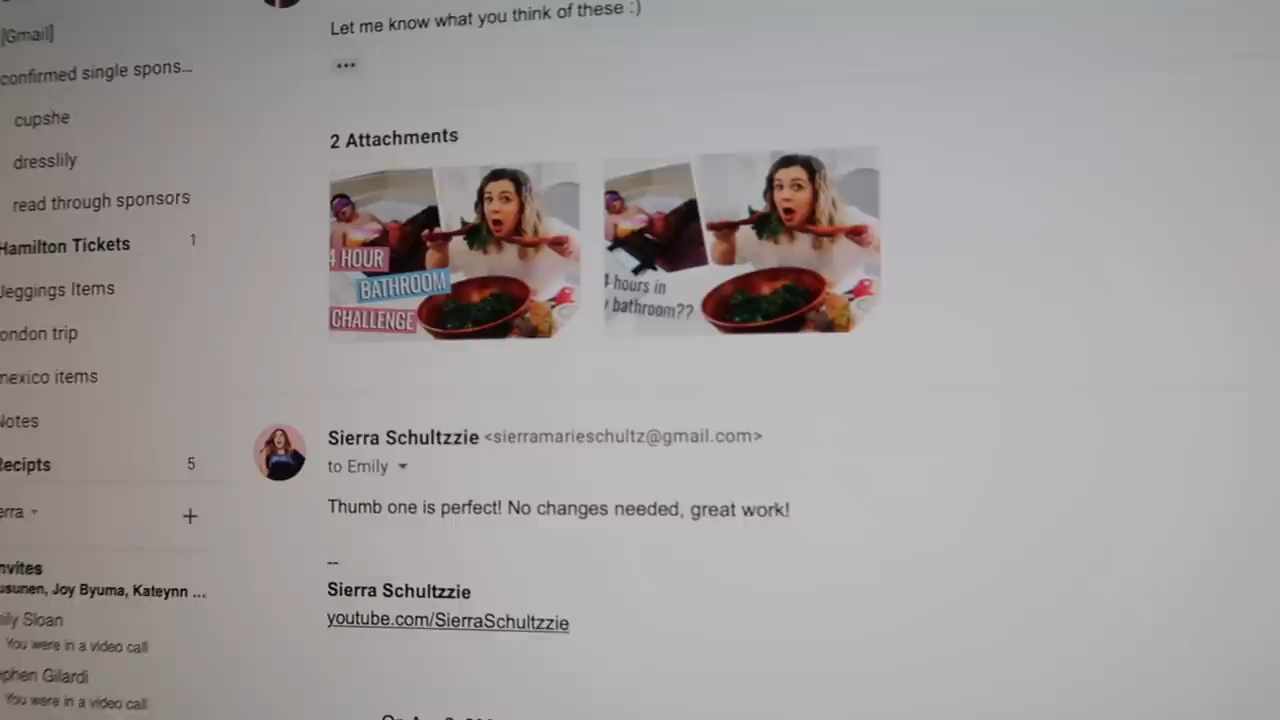 Let me know what you think of these :)
[Gmail]
confirmed single spons...
cupshe
dresslily
read through sponsors
Hamilton Tickets 1
Jeggings Items
ondon trip
mexico items
Notes
Recipts 5
erra
+
nvites
usunen, Joy Byuma, Kateynn ...
ily Sloan
You were in a video call
phen Gilardi
You were in a video call
...
2 Attachments
4 HOUR
BATHROOM
CHALLENGE
hours in
bathroom??
Sierra Schultzzie <sierramarieschultz@gmail.com>
to Emily
Thumb one is perfect! No changes needed, great work!
--
Sierra Schultzzie
youtube.com/SierraSchultzzie